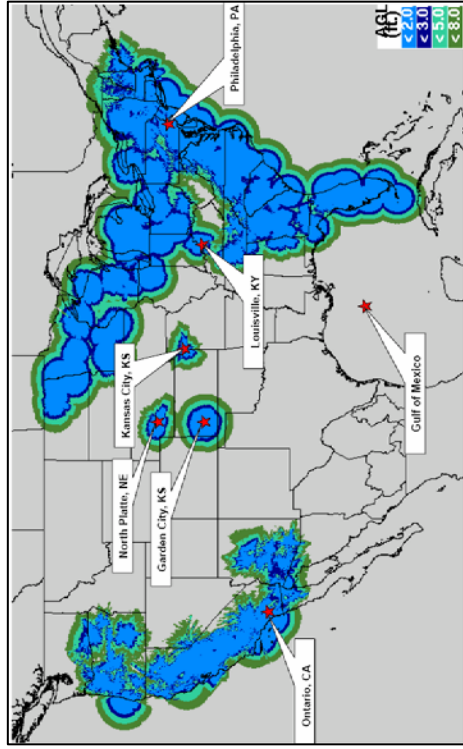 AGL
(ft.)
< 2.0
< 3.0
< 5.0
< 8.0
Philadelphia, PA
Louisville, KY
Kansas City, KS
North Platte, NE
Garden City, KS
Gulf of Mexico
Ontario, CA